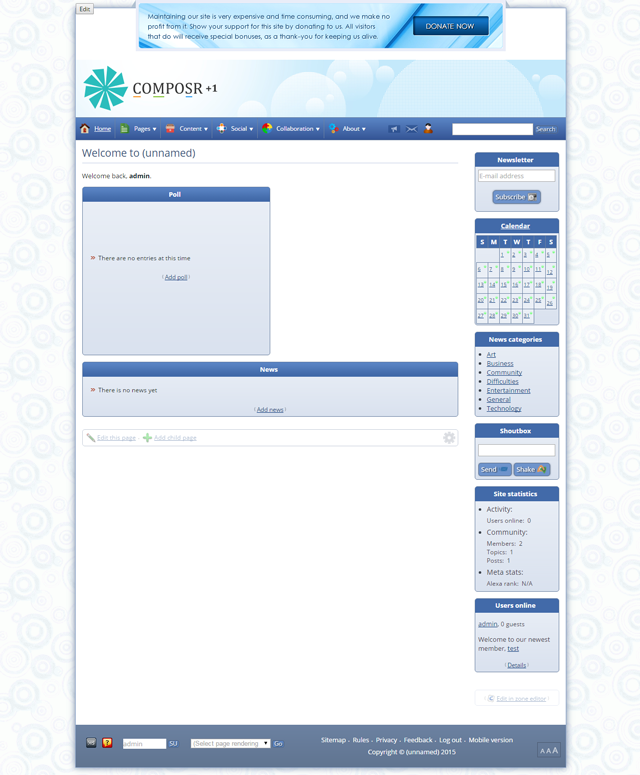 Edit
Maintaining our site is very expensive and time consuming, and we make no
profit from it. Show your support for this site by donating to us. All visitors
that do will receive special bonuses, as a thank-you for keeping us alive.
DONATE NOW
COMPOSR +1
Home Pages Content Social Collaboration About Search
Welcome to (unnamed)
Welcome back, admin.
Poll
» There are no entries at this time
( Add poll )
News
» There is no news yet
( Add news )
Edit this page · Add child page
Newsletter
E-mail address
Subscribe
Calendar
S M T W T F S
1 2 3 4 5
6 7 8 9 10 11 12
13 14 15 16 17 18 19
20 21 22 23 24 25 26
27 28 29 30 31
News categories
Art
Business
Community
Difficulties
Entertainment
General
Technology
Shoutbox
Send Shake
Site statistics
Activity:
Users online: 0
Community:
Members: 2
Topics: 1
Posts: 1
Meta stats:
Alexa rank: N/A
Users online
admin, 0 guests
Welcome to our newest
member, test
( Details )
( Edit in zone editor )
admin SU (Select page rendering Go
Sitemap · Rules · Privacy · Feedback · Log out · Mobile version
Copyright © (unnamed) 2015
A A A